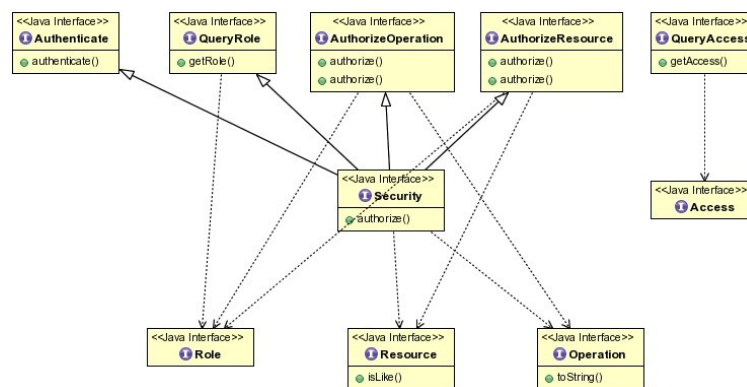 <<Java Interface>>
Authenticate
authenticate()
<<Java Interface>>
QueryRole
getRole()
<<Java Interface>>
AuthorizeOperation
authorize()
authorize()
<<Java Interface>>
AuthorizeResource
authorize()
authorize()
<<Java Interface>>
QueryAccess
getAccess()
<<Java Interface>>
Security
authorize()
<<Java Interface>>
Access
<<Java Interface>>
Role
<<Java Interface>>
Resource
isLike()
<<Java Interface>>
Operation
toString()